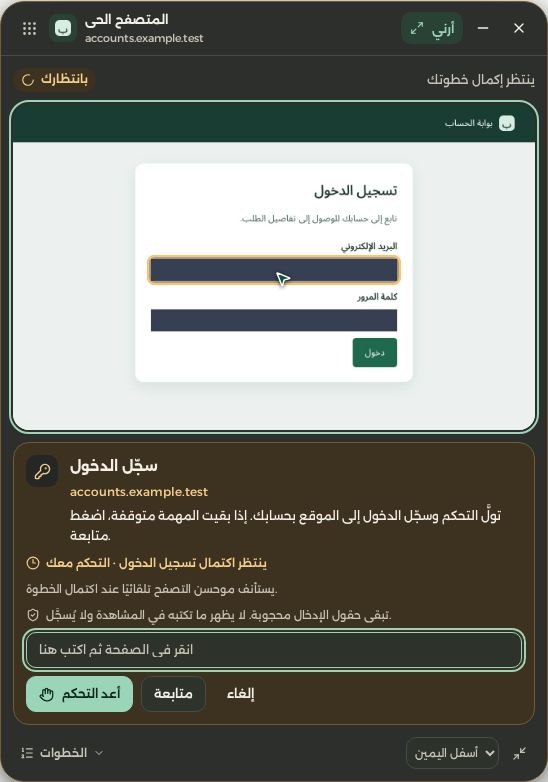 المتصفح الحي
accounts.example.test
أرني
ينتظر إكمال خطوتك
بانتظارك
ب بوابة الحساب
تسجيل الدخول
تابع إلى حسابك للوصول إلى تفاصيل الطلب.
البريد الإلكتروني
كلمة المرور
دخول
سجّل الدخول
accounts.example.test
تولَّ التحكم وسجّل الدخول إلى الموقع بحسابك. إذا بقيت المهمة متوقفة، اضغط
متابعة.
ينتظر اكتمال تسجيل الدخول · التحكم معك
يستأنف موحسن التصفح تلقائيًا عند اكتمال الخطوة.
تبقى حقول الإدخال محجوبة. لا يظهر ما تكتبه في المشاهدة ولا يُسجَّل.
انقر في الصفحة ثم اكتب هنا
أعد التحكم
متابعة
إلغاء
الخطوات
أسفل اليمين